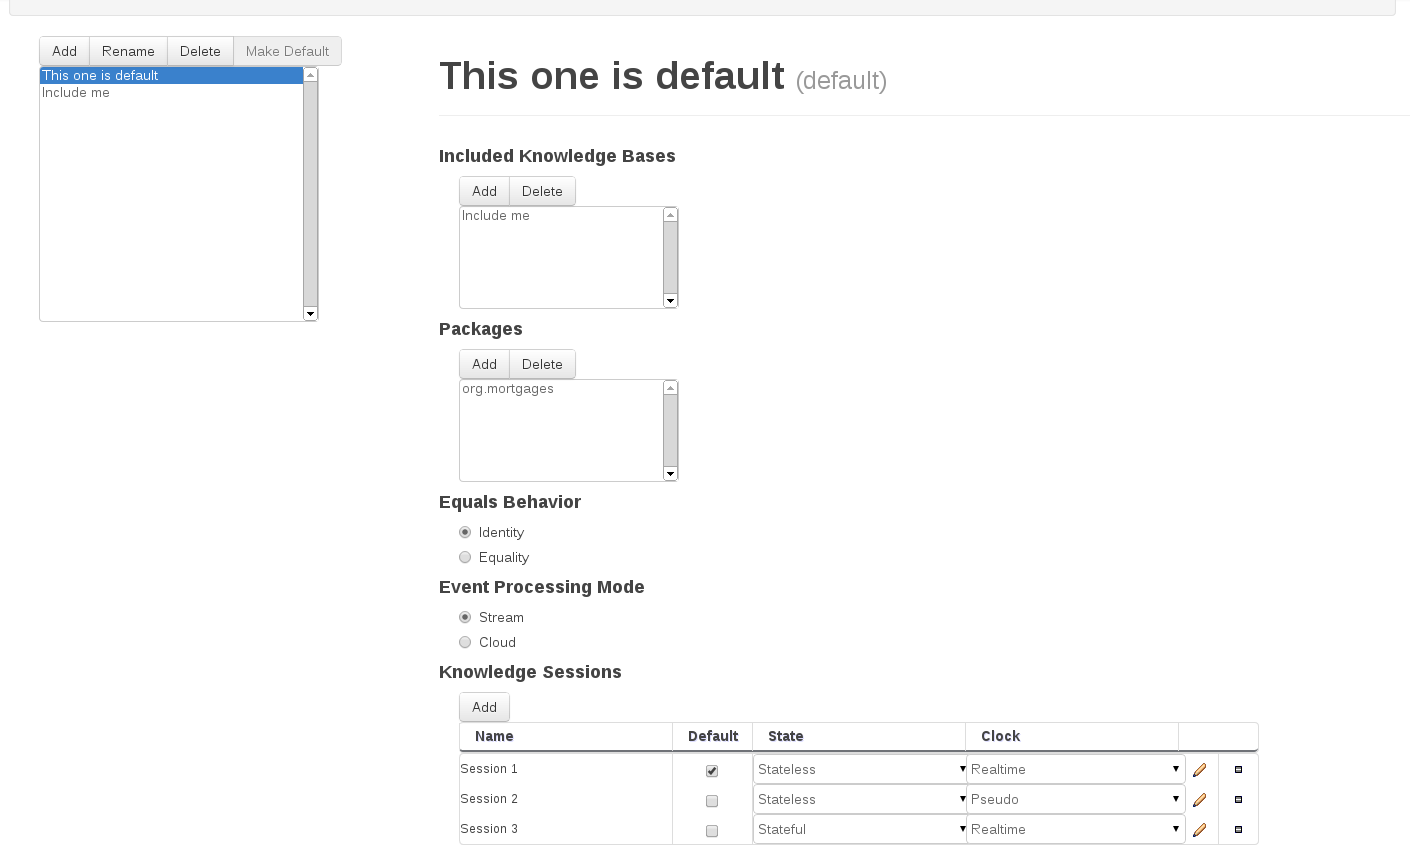 Add Rename Delete Make Default
This one is default
Include me
This one is default (default)
Included Knowledge Bases
Add Delete
Include me
Packages
Add Delete
org.mortgages
Equals Behavior
Identity
Equality
Event Processing Mode
Stream
Cloud
Knowledge Sessions
Add
Name Default State Clock
Session 1 Stateless Realtime
Session 2 Stateless Pseudo
Session 3 Stateful Realtime